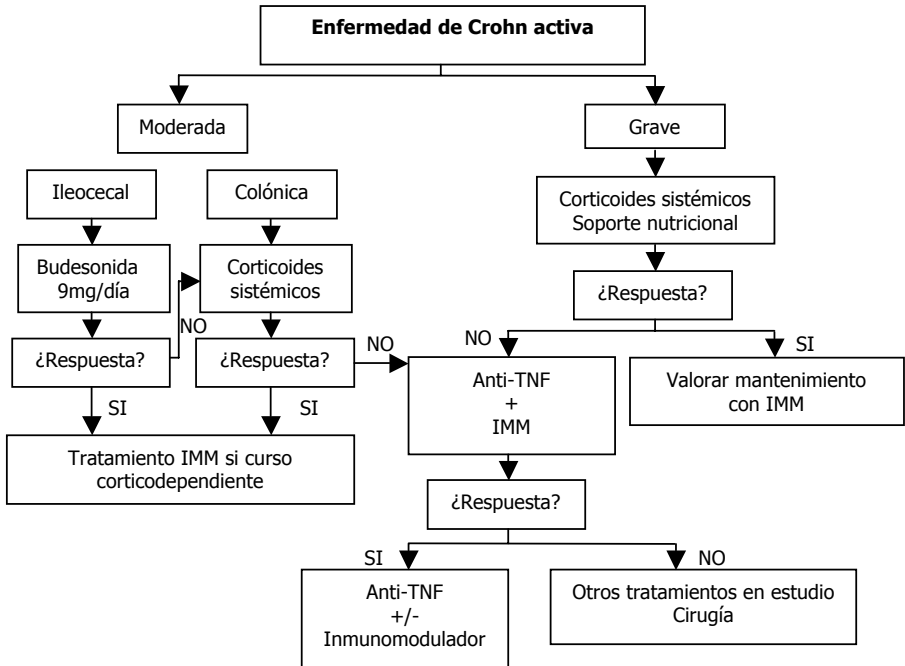 Enfermedad de Crohn activa
Moderada
Grave
Ileocecal
Colónica
Corticoides sistémicos
Soporte nutricional
Budesonida
9mg/día
Corticoides
sistémicos
¿Respuesta?
NO
¿Respuesta?
¿Respuesta?
NO
NO
SI
Anti-TNF
+
IMM
Valorar mantenimiento
con IMM
SI
SI
Tratamiento IMM si curso
corticodependiente
¿Respuesta?
SI
NO
Anti-TNF
+/-
Inmunomodulador
Otros tratamientos en estudio
Cirugía